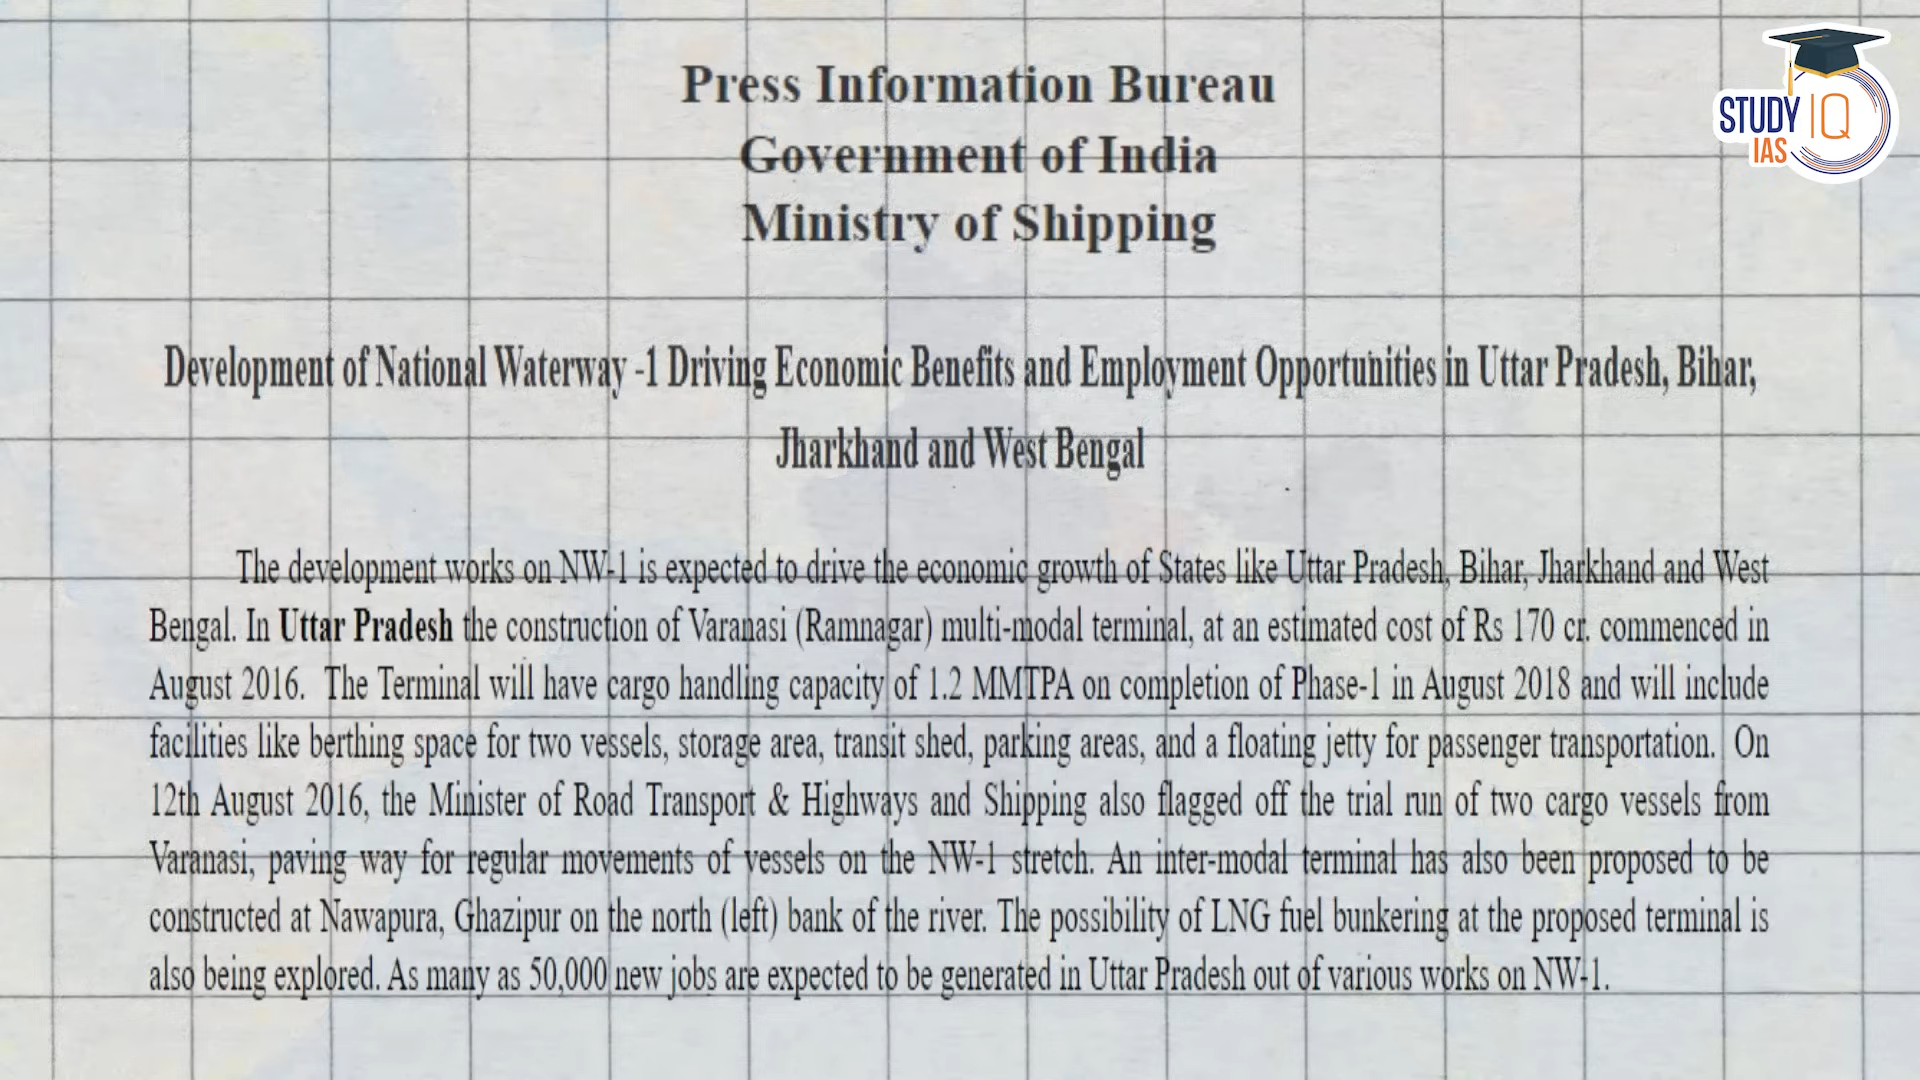 Press Information Bureau
Government of India
Ministry of Shipping
Development of National Waterway -1 Driving Economic Benefits and Employment Opportunities in Uttar Pradesh, Bihar,
Jharkhand and West Bengal
The development works on NW-1 is expected to drive the economic growth of States like Uttar Pradesh, Bihar, Jharkhand and West
Bengal. In Uttar Pradesh the construction of Varanasi (Ramnagar) multi-modal terminal, at an estimated cost of Rs 170 cr. commenced in
August 2016. The Terminal will have cargo handling capacity of 1.2 MMTPA on completion of Phase-1 in August 2018 and will include
facilities like berthing space for two vessels, storage area, transit shed, parking areas, and a floating jetty for passenger transportation. On
12th August 2016, the Minister of Road Transport & Highways and Shipping also flagged off the trial run of two cargo vessels from
Varanasi, paving way for regular movements of vessels on the NW-1 stretch. An inter-modal terminal has also been proposed to be
constructed at Nawapura, Ghazipur on the north (left) bank of the river. The possibility of LNG fuel bunkering at the proposed terminal is
also being explored. As many as 50,000 new jobs are expected to be generated in Uttar Pradesh out of various works on NW-1.
STUDY IQ
IAS